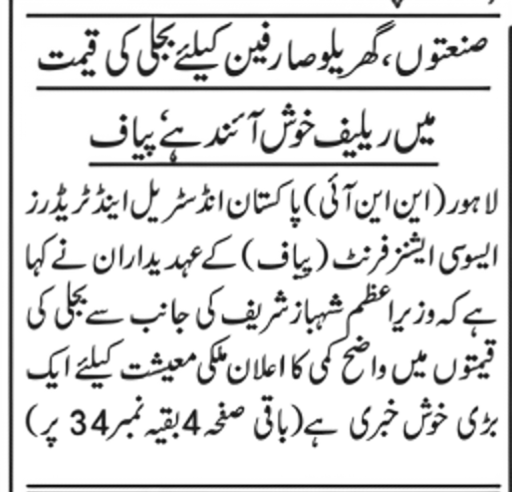 صنعتوں، گھریلو صارفین کیلئے بجلی کی قیمت
میں ریلیف خوش آئند ہے‘ پیاف
لاہور (این این آئی) پاکستان انڈسٹریل اینڈ ٹریڈرز
ایسوسی ایشنز فرنٹ (پیاف) کے عہدیداران نے کہا
ہے کہ وزیراعظم شہباز شریف کی جانب سے بجلی کی
قیمتوں میں واضح کمی کا اعلان ملکی معیشت کیلئے ایک
بڑی خوش خبری ہے (باقی صفحہ 4 بقیہ نمبر 34 پر)